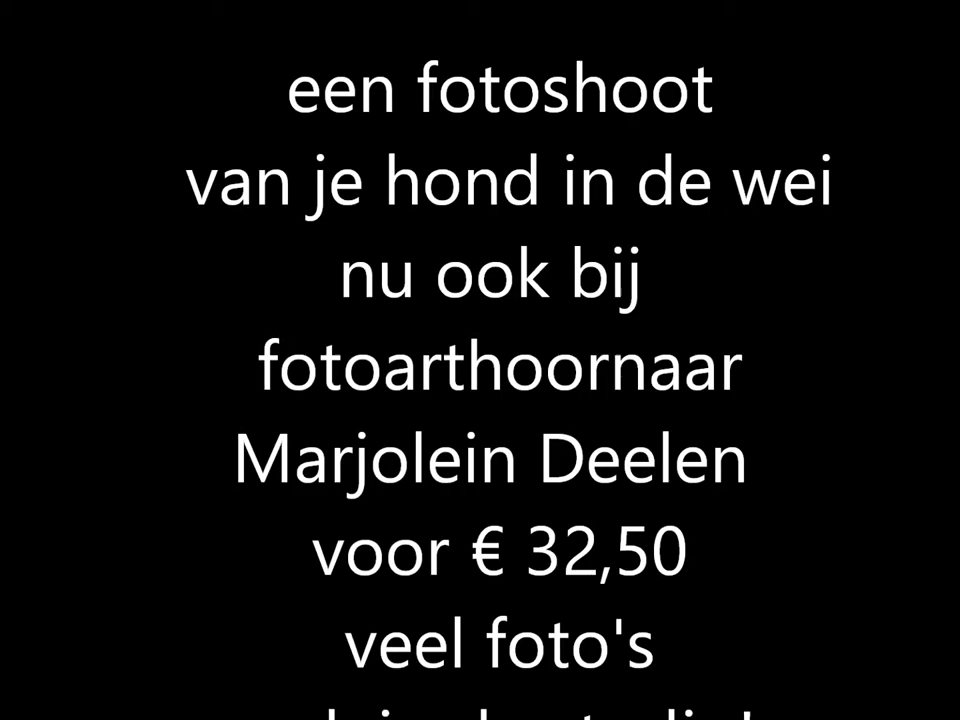 een fotoshoot
van je hond in de wei
nu ook bij
fotoarthoornaar
Marjolein Deelen
voor € 32,50
veel foto's